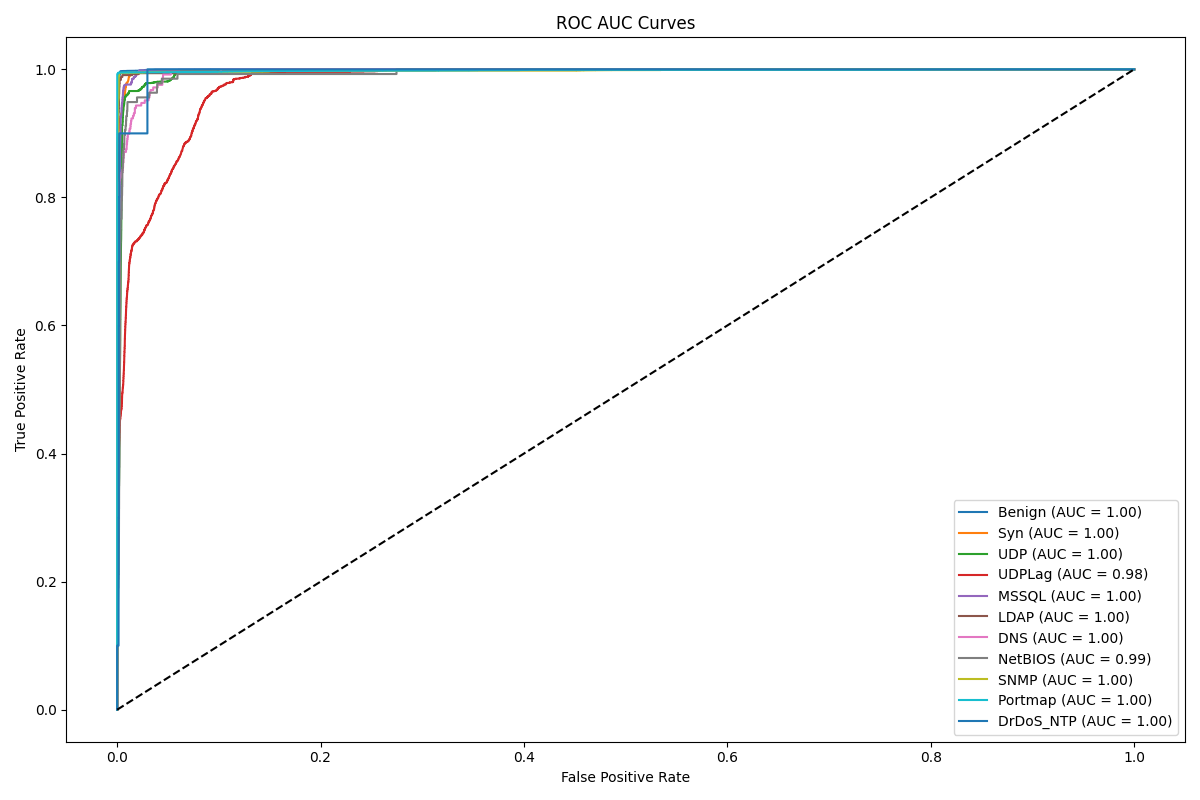 ROC AUC Curves
1.0
0.8
0.6
0.4
0.2
0.0
True Positive Rate
0.0 0.2 0.4 0.6 0.8 1.0
False Positive Rate
Benign (AUC = 1.00)
Syn (AUC = 1.00)
UDP (AUC = 1.00)
UDPLag (AUC = 0.98)
MSSQL (AUC = 1.00)
LDAP (AUC = 1.00)
DNS (AUC = 1.00)
NetBIOS (AUC = 0.99)
SNMP (AUC = 1.00)
Portmap (AUC = 1.00)
DrDoS_NTP (AUC = 1.00)